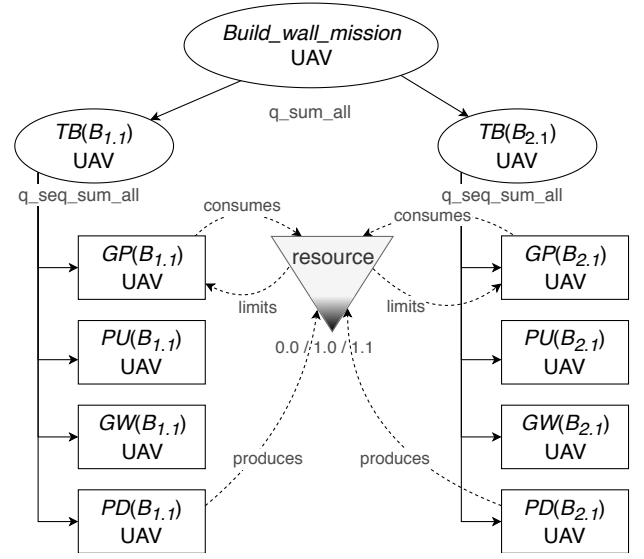 Build_wall_mission
UAV
q_sum_all
TB(B1.1)
UAV
TB(B2.1)
UAV
q_seq_sum_all
q_seq_sum_all
consumes
consumes
GP(B1.1)
UAV
resource
GP(B2.1)
UAV
limits
limits
PU(B1.1)
UAV
0.0 / 1.0 / 1.1
PU(B2.1)
UAV
GW(B1.1)
UAV
GW(B2.1)
UAV
produces
produces
PD(B1.1)
UAV
PD(B2.1)
UAV